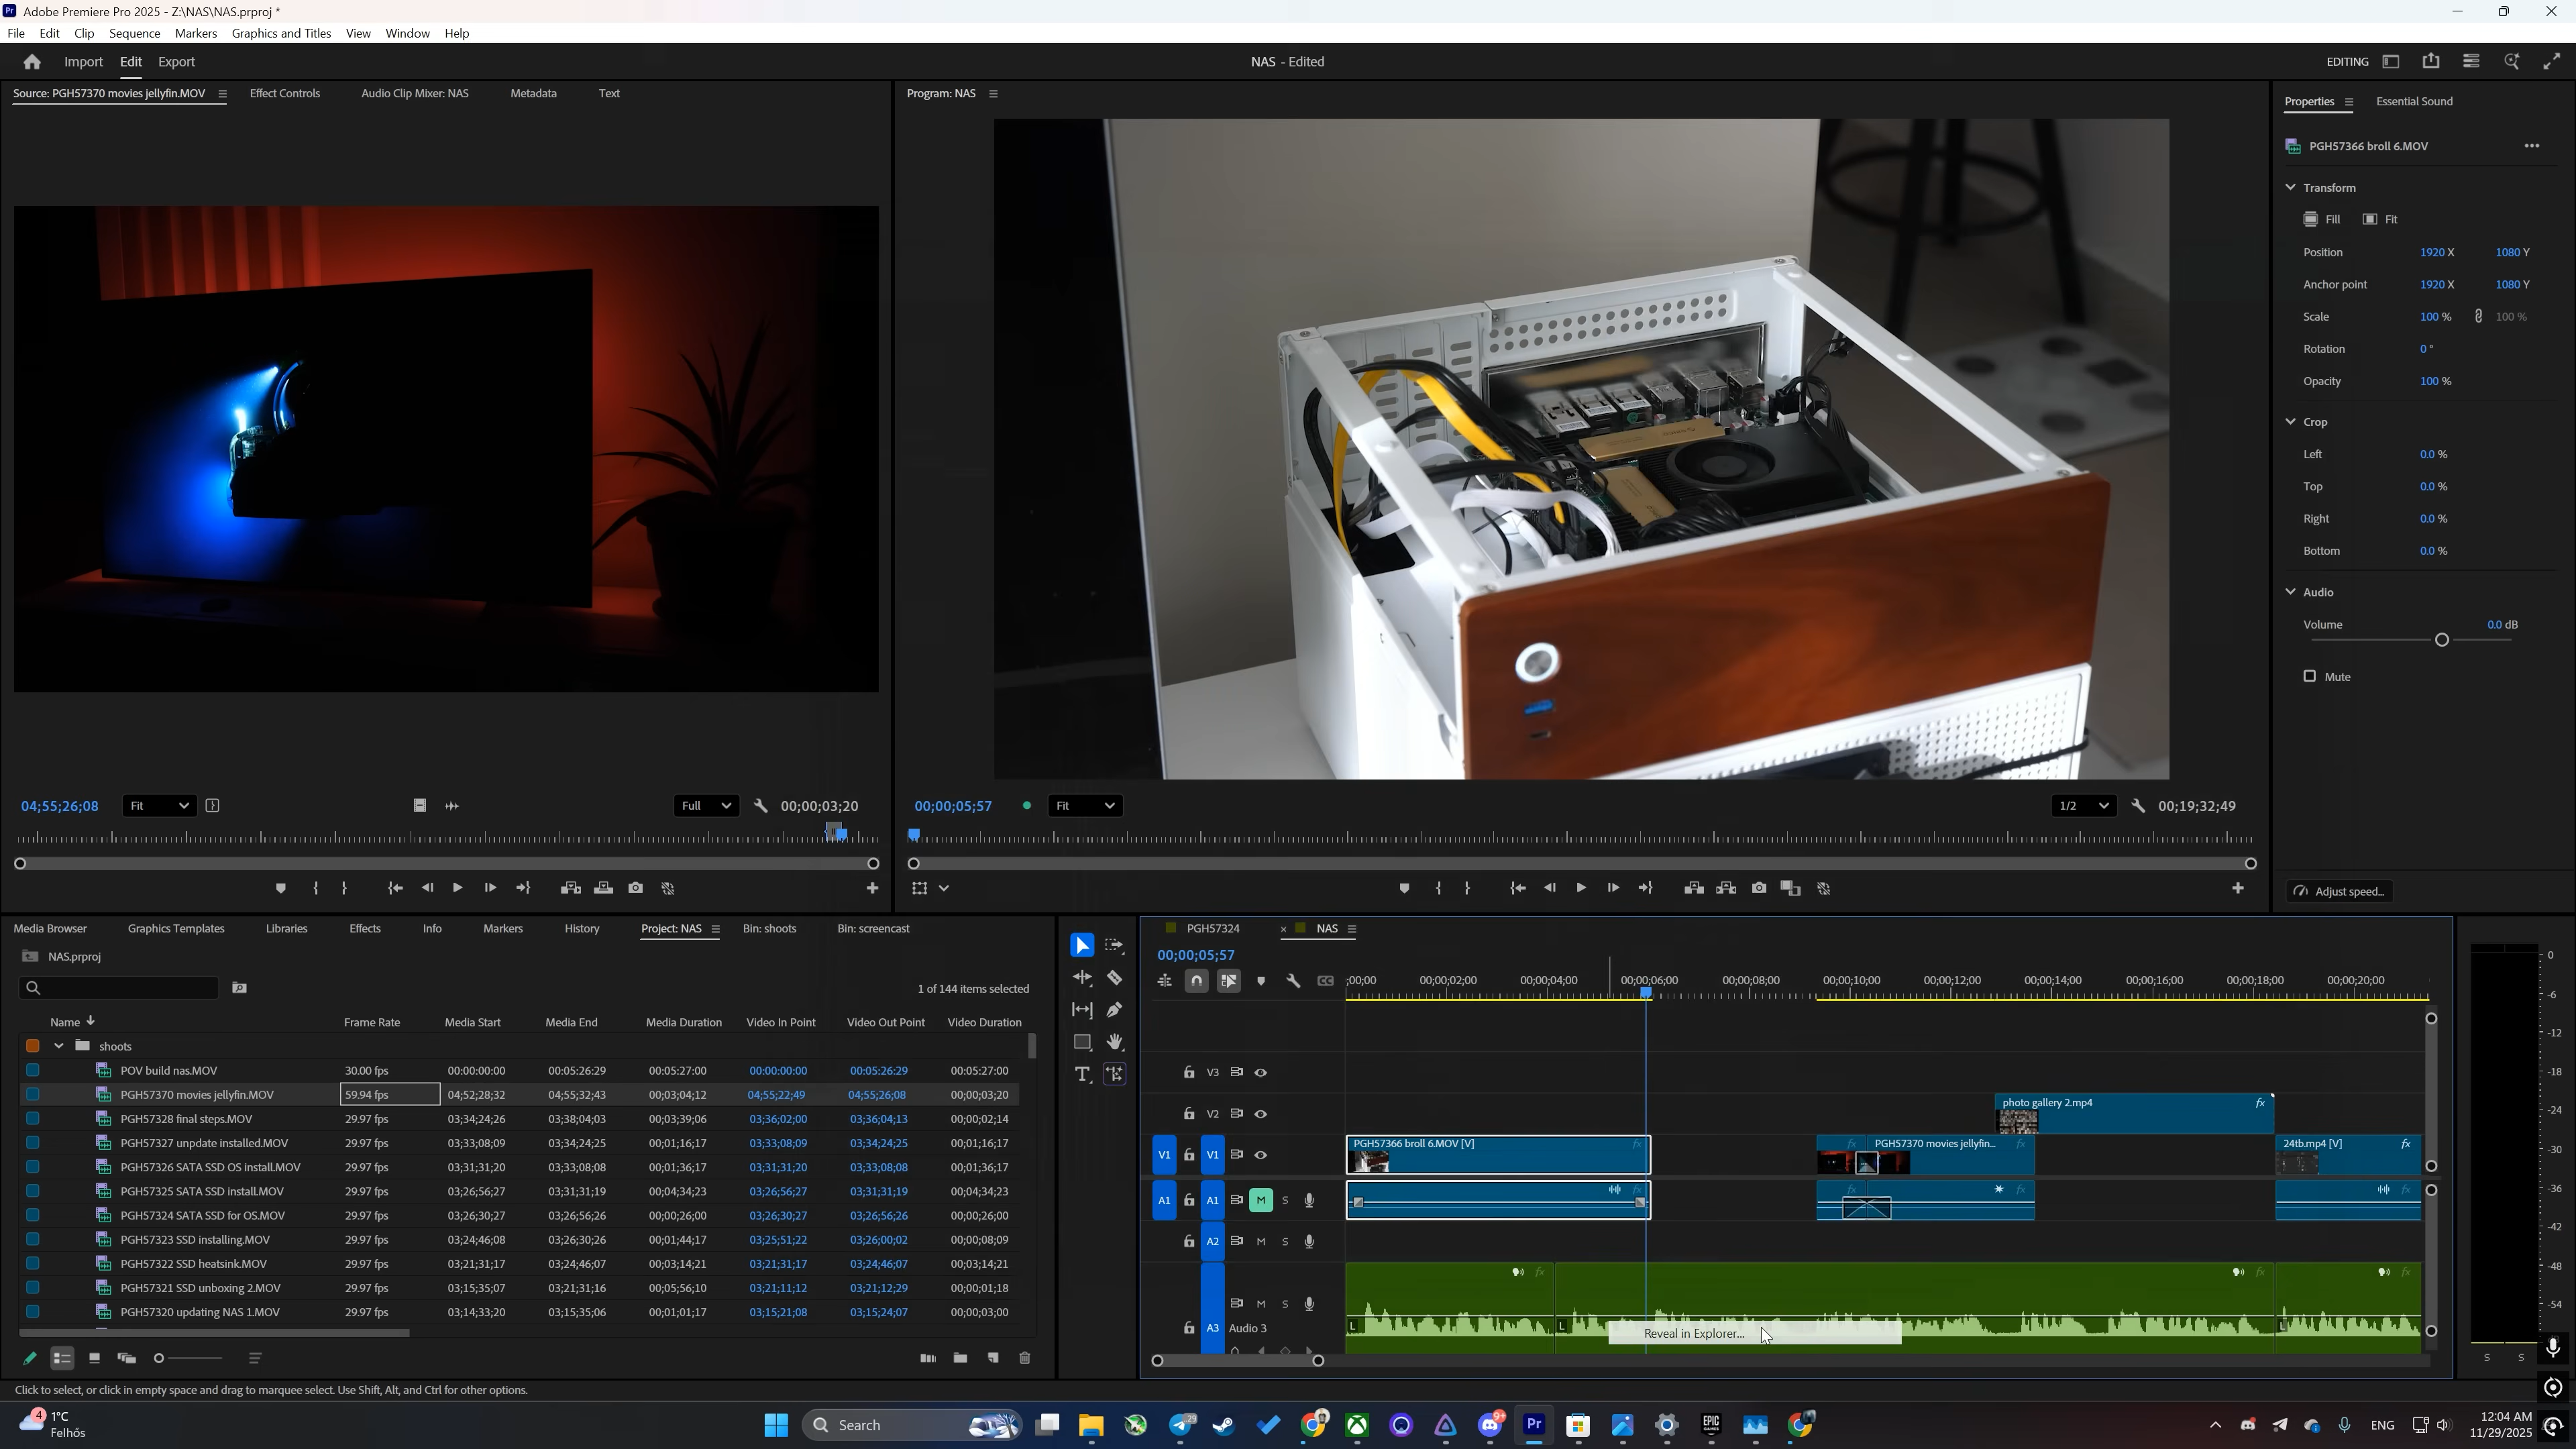 Adobe Premiere Pro 2025 - Z:\NAS\NAS.prproj *
File Edit Clip Sequence Markers Graphics and Titles View Window Help
Import Edit Export
NAS - Edited
EDITING
Source: PGH57370 movies jellyfin.MOV Effect Controls Audio Clip Mixer: NAS Metadata Text
Program: NAS
Properties Essential Sound
PGH57366 broll 6.MOV
Transform
Fill Fit
Position 1920 X 1080 Y
Anchor point 1920 X 1080 Y
Scale 100 % 100 %
Rotation 0 °
Opacity 100 %
Crop
Left 0.0 %
Top 0.0 %
Right 0.0 %
Bottom 0.0 %
Audio
Volume 0.0 dB
Mute
Adjust speed...
04;55;26;08 Fit Full 00;00;03;20
00;00;05;57 Fit 1/2 00;19;32;49
Media Browser Graphics Templates Libraries Effects Info Markers History Project: NAS Bin: shoots Bin: screencast
NAS.prproj
1 of 144 items selected
Name Frame Rate Media Start Media End Media Duration Video In Point Video Out Point Video Duration
shoots
POV build nas.MOV 30.00 fps 00:00:00:00 00:05:26:29 00:05:27:00 00:00:00:00 00:05:26:29 00:05:27:00
PGH57370 movies jellyfin.MOV 59.94 fps 04;52;28;32 04;55;32;43 00;03;04;12 04;55;22;49 04;55;26;08 00;00;03;20
PGH57328 final steps.MOV 29.97 fps 03;34;24;26 03;38;04;03 00;03;39;06 03;36;02;00 03;36;04;13 00;00;02;14
PGH57327 unpdate installed.MOV 29.97 fps 03;33;08;09 03;34;24;25 00;01;16;17 03;33;08;09 03;34;24;25 00;01;16;17
PGH57326 SATA SSD OS install.MOV 29.97 fps 03;31;31;20 03;33;08;08 00;01;36;17 03;31;31;20 03;33;08;08 00;01;36;17
PGH57325 SATA SSD install.MOV 29.97 fps 03;26;56;27 03;31;31;19 00;04;34;23 03;26;56;27 03;31;31;19 00;04;34;23
PGH57324 SATA SSD for OS.MOV 29.97 fps 03;26;30;27 03;26;56;26 00;00;26;00 03;26;30;27 03;26;56;26 00;00;26;00
PGH57323 SSD installing.MOV 29.97 fps 03;24;46;08 03;26;30;26 00;01;44;17 03;25;51;22 03;26;00;02 00;00;08;09
PGH57322 SSD heatsink.MOV 29.97 fps 03;21;31;17 03;24;46;07 00;03;14;21 03;21;31;17 03;24;46;07 00;03;14;21
PGH57321 SSD unboxing 2.MOV 29.97 fps 03;15;35;07 03;21;31;16 00;05;56;10 03;21;11;12 03;21;12;29 00;00;01;18
PGH57320 updating NAS 1.MOV 29.97 fps 03;14;33;20 03;15;35;06 00;01;01;17 03;15;21;08 03;15;24;07 00;00;03;00
PGH57324 × NAS
00;00;05;57
;00;00 00;00;02;00 00;00;04;00 00;00;06;00 00;00;08;00 00;00;10;00 00;00;12;00 00;00;14;00 00;00;16;00 00;00;18;00 00;00;20;00
V3
V2 photo gallery 2.mp4 fx
V1 V1 PGH57366 broll 6.MOV [V] fx fx PGH57370 movies jellyfin... fx 24tb.mp4 [V] fx
A1 A1 M S fx fx fx fx
A2 M S
M S fx fx fx
A3 Audio 3 L L L
Reveal in Explorer...
0
-6
-12
-18
-24
-30
-36
-42
-48
-54
S S
Click to select, or click in empty space and drag to marquee select. Use Shift, Alt, and Ctrl for other options.
4 1°C
Felhős
Search
29
9+
Pr
EPIC GAMES
ENG
12:04 AM
11/29/2025